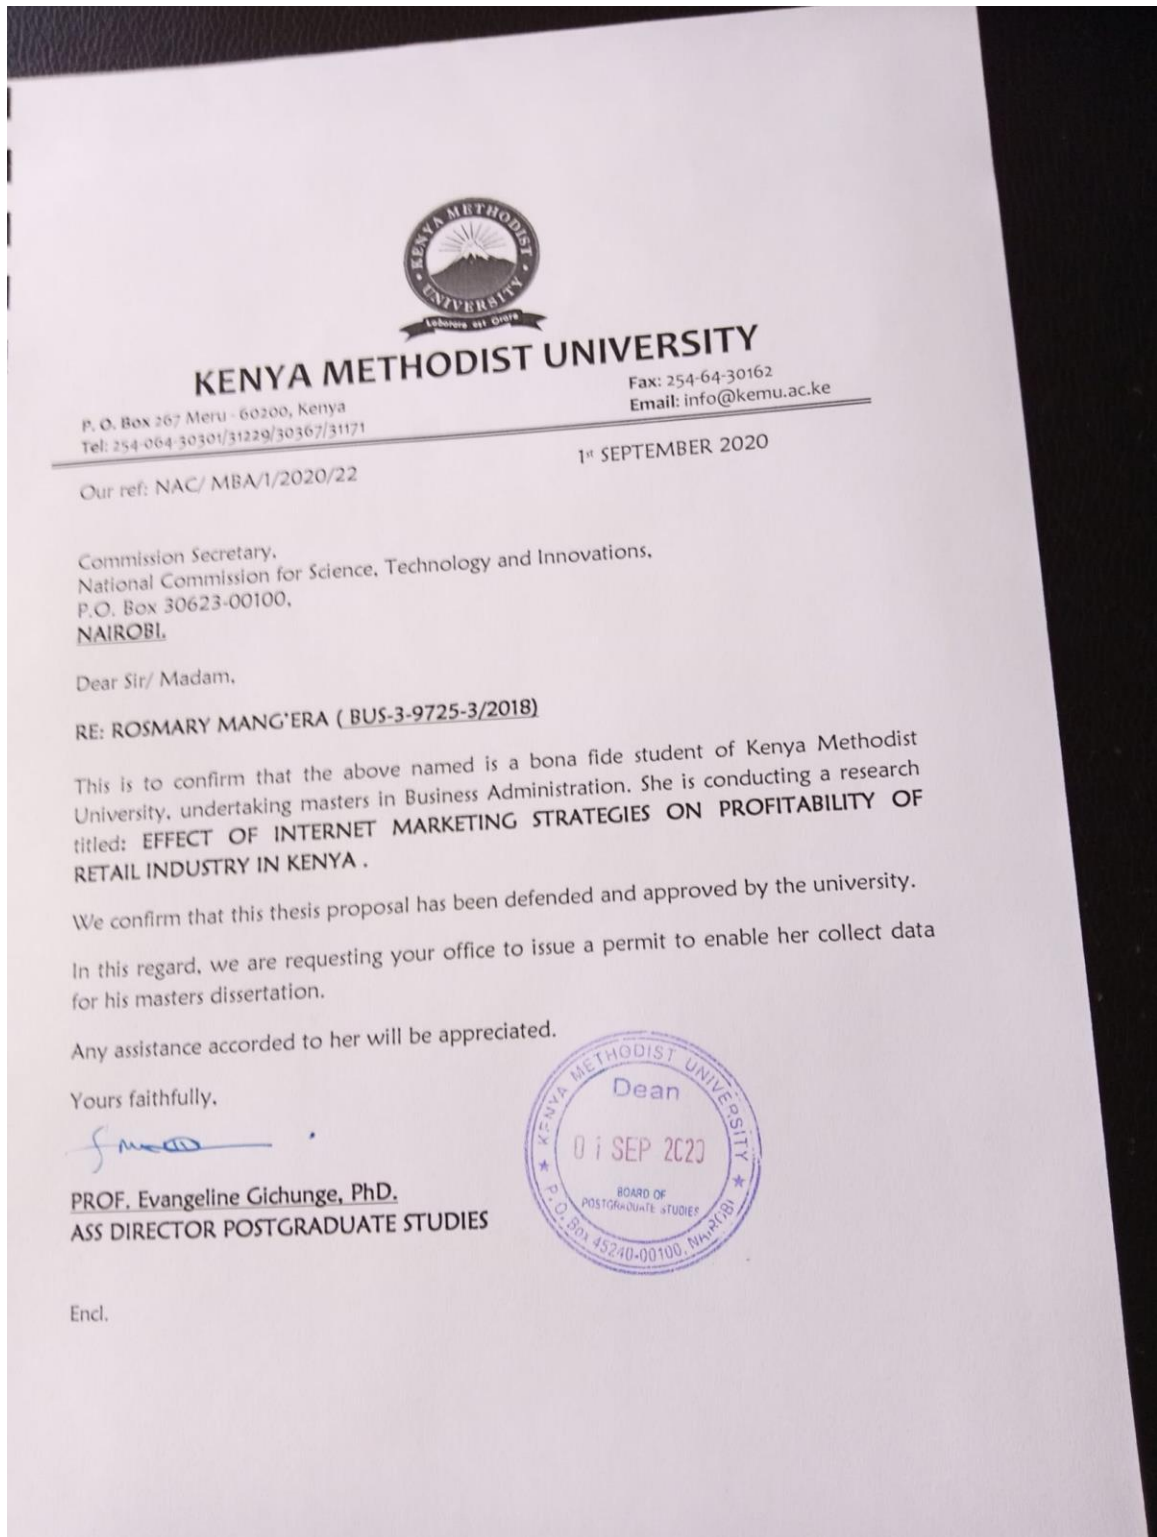 KENYA METHODIST UNIVERSITY
Laborare est Orare
KENYA METHODIST UNIVERSITY
P. O. Box 267 Meru - 60200, Kenya
Tel: 254-064-30301/31229/30367/31171
Fax: 254-64-30162
Email: info@kemu.ac.ke
1st SEPTEMBER 2020
Our ref: NAC/ MBA/1/2020/22
Commission Secretary,
National Commission for Science, Technology and Innovations,
P.O. Box 30623-00100,
NAIROBI.
Dear Sir/ Madam,
RE: ROSMARY MANG'ERA ( BUS-3-9725-3/2018)
This is to confirm that the above named is a bona fide student of Kenya Methodist
University, undertaking masters in Business Administration. She is conducting a research
titled: EFFECT OF INTERNET MARKETING STRATEGIES ON PROFITABILITY OF
RETAIL INDUSTRY IN KENYA .
We confirm that this thesis proposal has been defended and approved by the university.
In this regard, we are requesting your office to issue a permit to enable her collect data
for his masters dissertation.
Any assistance accorded to her will be appreciated.
Yours faithfully,
PROF. Evangeline Gichunge, PhD.
ASS DIRECTOR POSTGRADUATE STUDIES
KENYA METHODIST UNIVERSITY
Dean
01 SEP 2020
BOARD OF
POSTGRADUATE STUDIES
P. O. Box 45240-00100, NAIROBI
Encl.